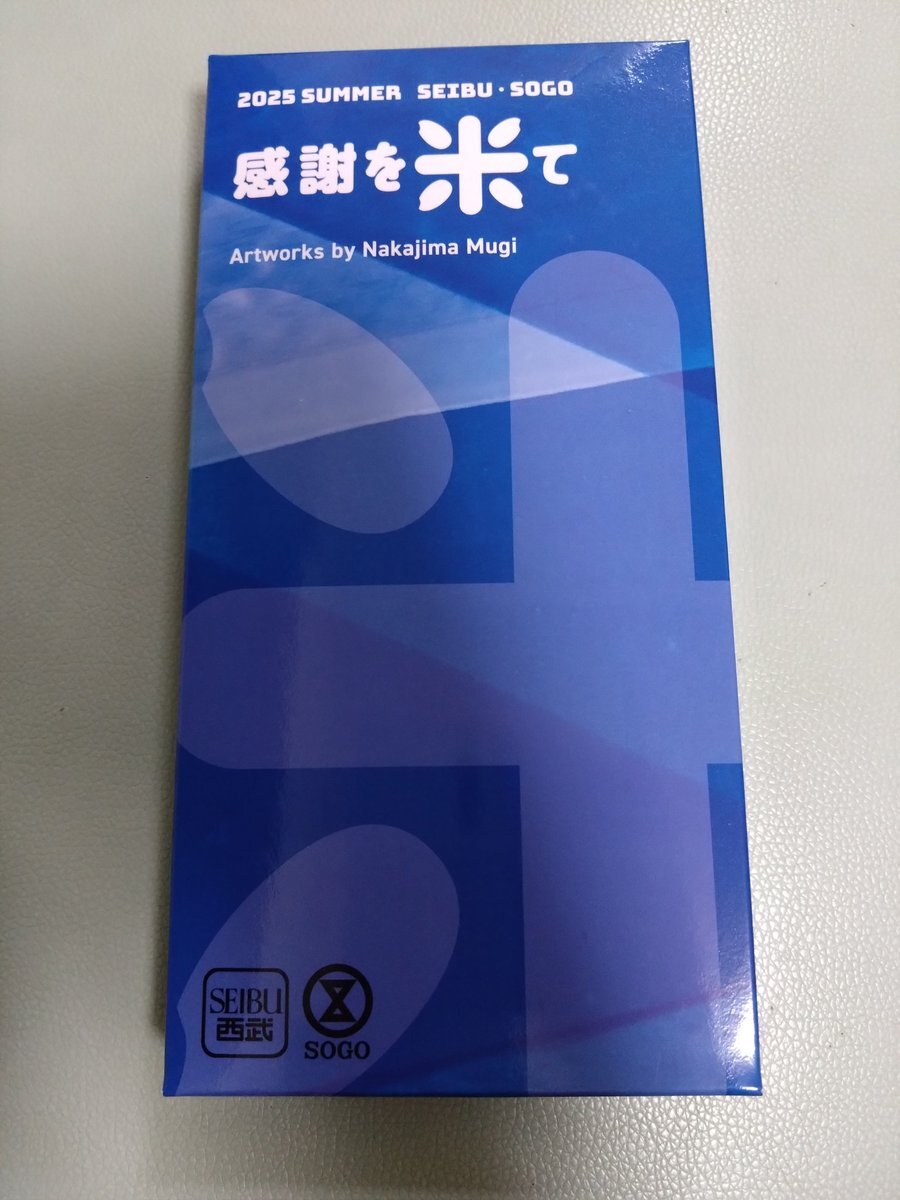 2025 SUMMER SEIBU・SOGO
感謝を米て
Artworks by Nakajima Mugi
SEIBU
西武
SOGO